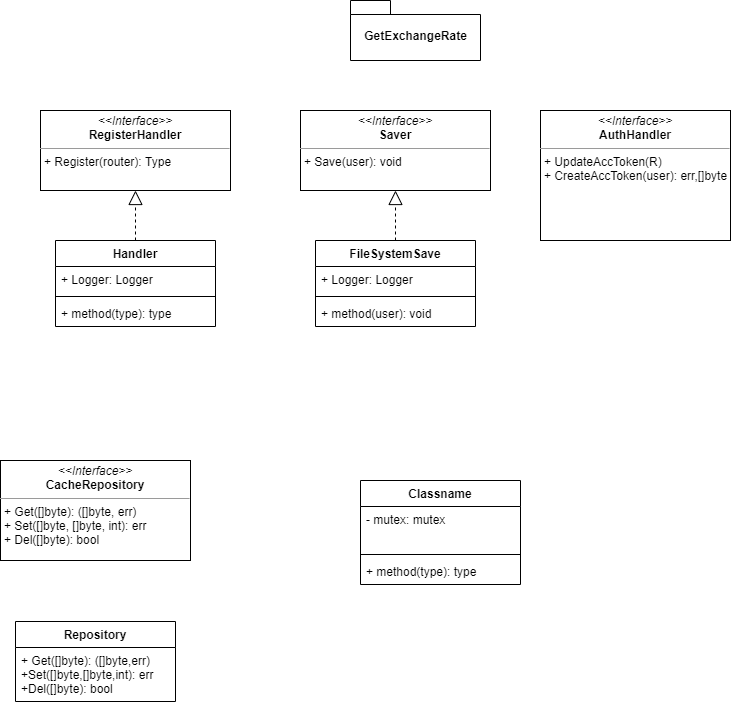 GetExchangeRate
<<Interface>>
RegisterHandler
+ Register(router): Type
<<Interface>>
Saver
+ Save(user): void
<<Interface>>
AuthHandler
+ UpdateAccToken(R)
+ CreateAccToken(user): err,[]byte
Handler
+ Logger: Logger
+ method(type): type
FileSystemSave
+ Logger: Logger
+ method(user): void
<<Interface>>
CacheRepository
+ Get([]byte): ([]byte, err)
+ Set([]byte, []byte, int): err
+ Del([]byte): bool
Classname
- mutex: mutex
+ method(type): type
Repository
+ Get([]byte): ([]byte,err)
+Set([]byte,[]byte,int): err
+Del([]byte): bool